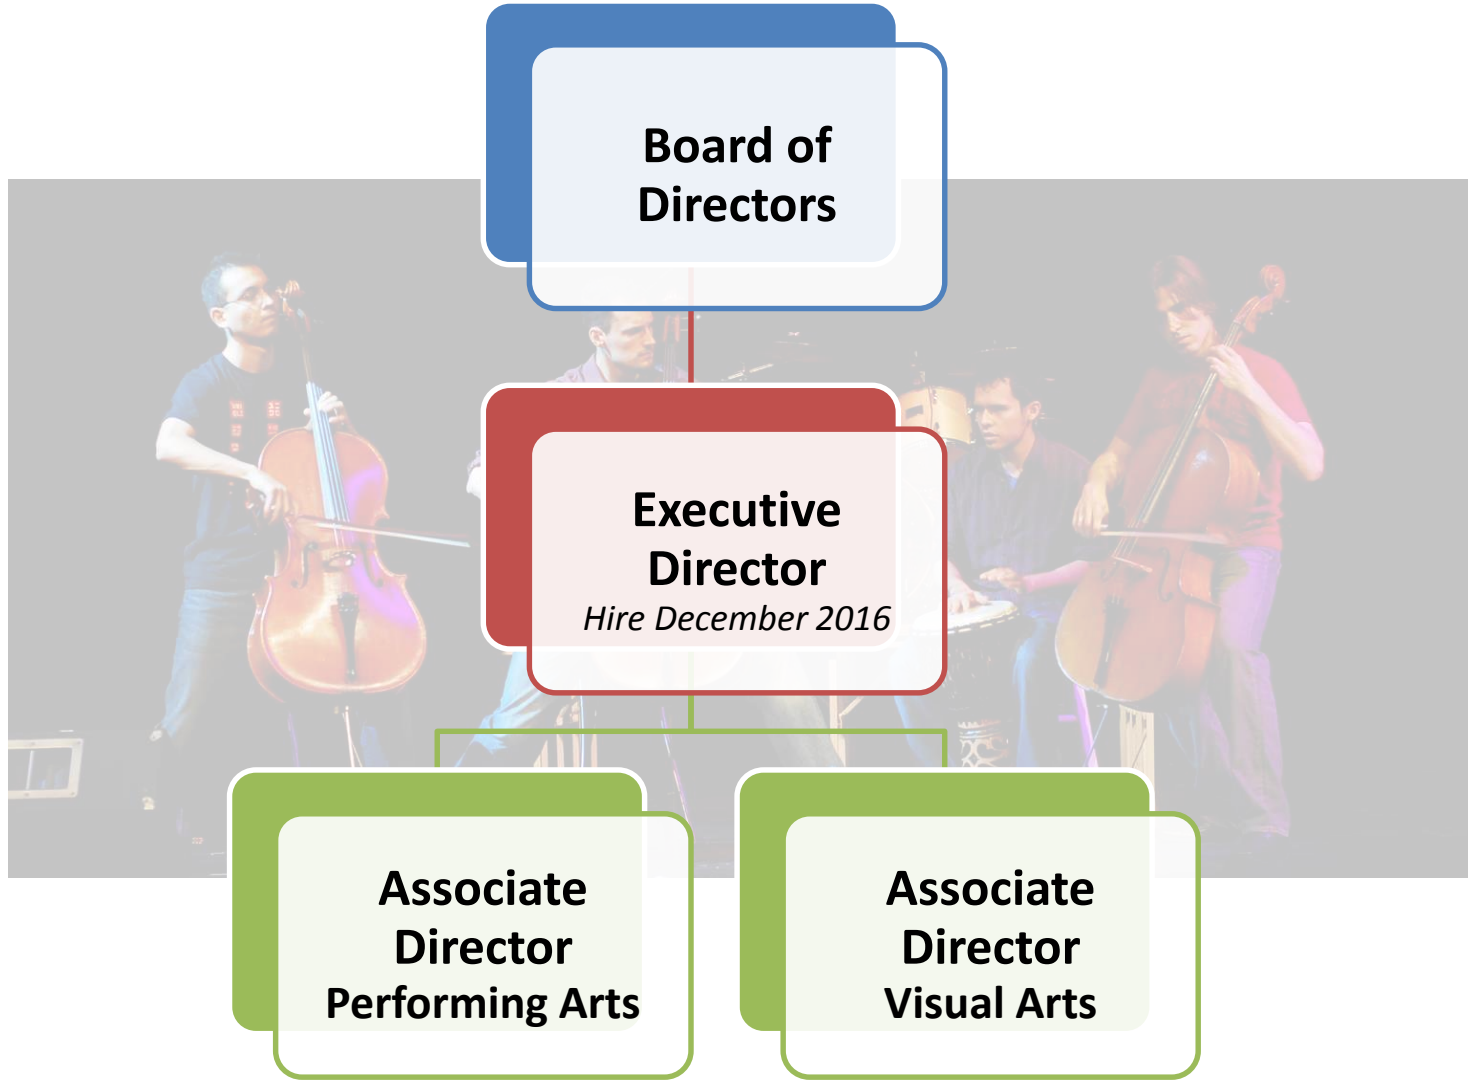 Board of
Directors
Executive
Director
Hire December 2016
Associate
Director
Performing Arts
Associate
Director
Visual Arts